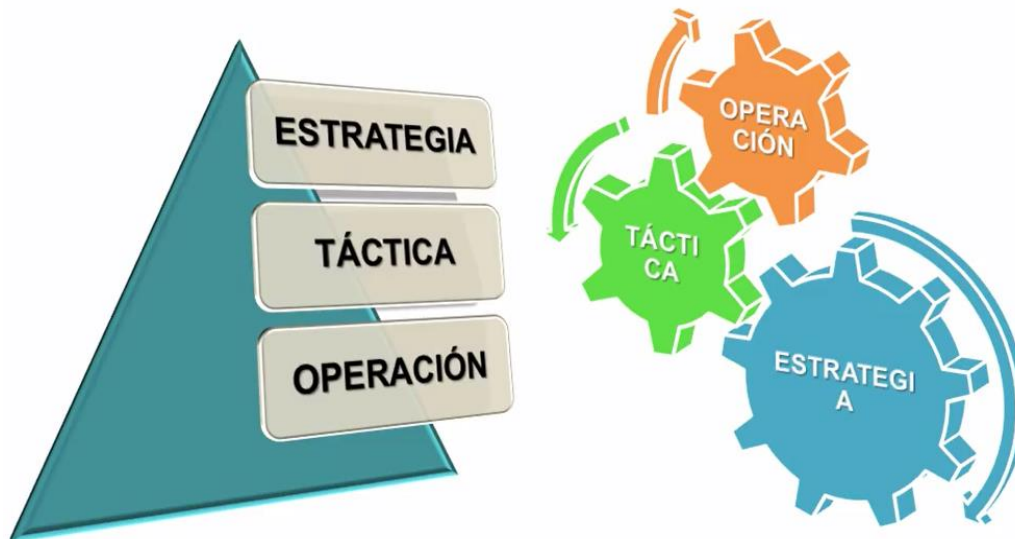 ESTRATEGIA
TÁCTICA
OPERACIÓN
OPERA
CIÓN
TÁCTI
CA
ESTRATEGI
A